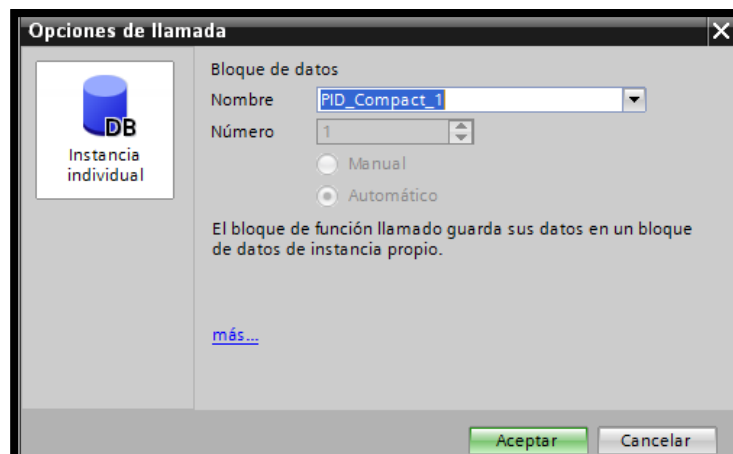 Opciones de llamada
DB
Instancia
individual
Bloque de datos
Nombre PID_Compact_1
Número 1
Manual
Automático
El bloque de función llamado guarda sus datos en un bloque
de datos de instancia propio.
más...
Aceptar Cancelar